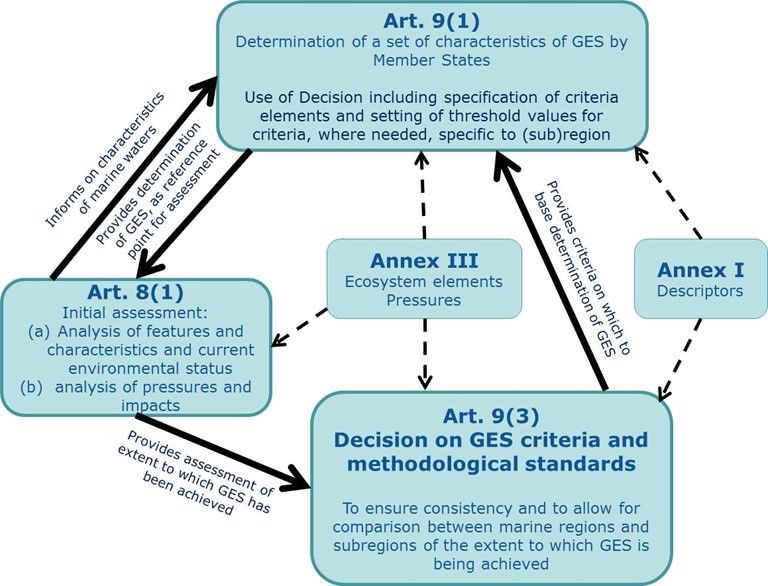 Art. 9(1)
Determination of a set of characteristics of GES by
Member States
Use of Decision including specification of criteria
elements and setting of threshold values for
criteria, where needed, specific to (sub)region
Informs on characteristics
of marine waters
Provides determination
of GES, as reference
point for assessment
Provides criteria on which to
base determination of GES
Annex III
Ecosystem elements
Pressures
Annex I
Descriptors
Art. 8(1)
Initial assessment:
(a) Analysis of features and
characteristics and current
environmental status
(b) analysis of pressures and
impacts
Provides assessment of
extent to which GES has
been achieved
Art. 9(3)
Decision on GES criteria and
methodological standards
To ensure consistency and to allow for
comparison between marine regions and
subregions of the extent to which GES is
being achieved